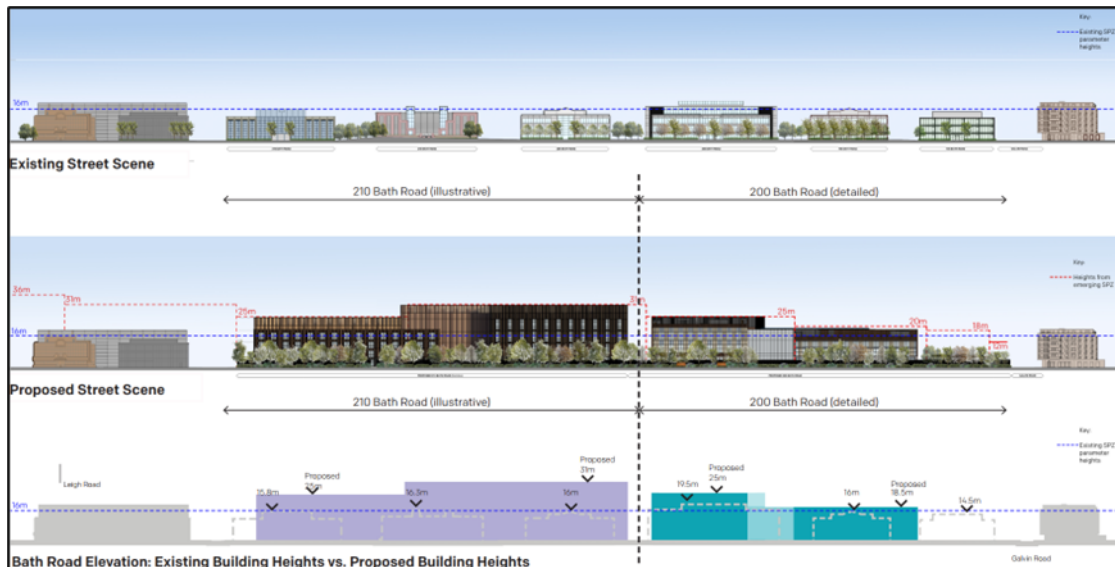 Key:
Existing SPZ
parameter
heights
16m
Existing Street Scene
210 Bath Road (illustrative)
200 Bath Road (detailed)
Key:
Heights from
emerging SPZ
36m
31m
25m
31m
25m
20m
18m
12m
16m
Proposed Street Scene
210 Bath Road (illustrative)
200 Bath Road (detailed)
Key:
Existing SPZ
parameter
heights
Leigh Road
16m
15.8m
Proposed
25m
16.3m
Proposed
31m
16m
19.5m
Proposed
25m
16m
Proposed
18.5m
14.5m
Galvin Road
Bath Road Elevation: Existing Building Heights vs. Proposed Building Heights